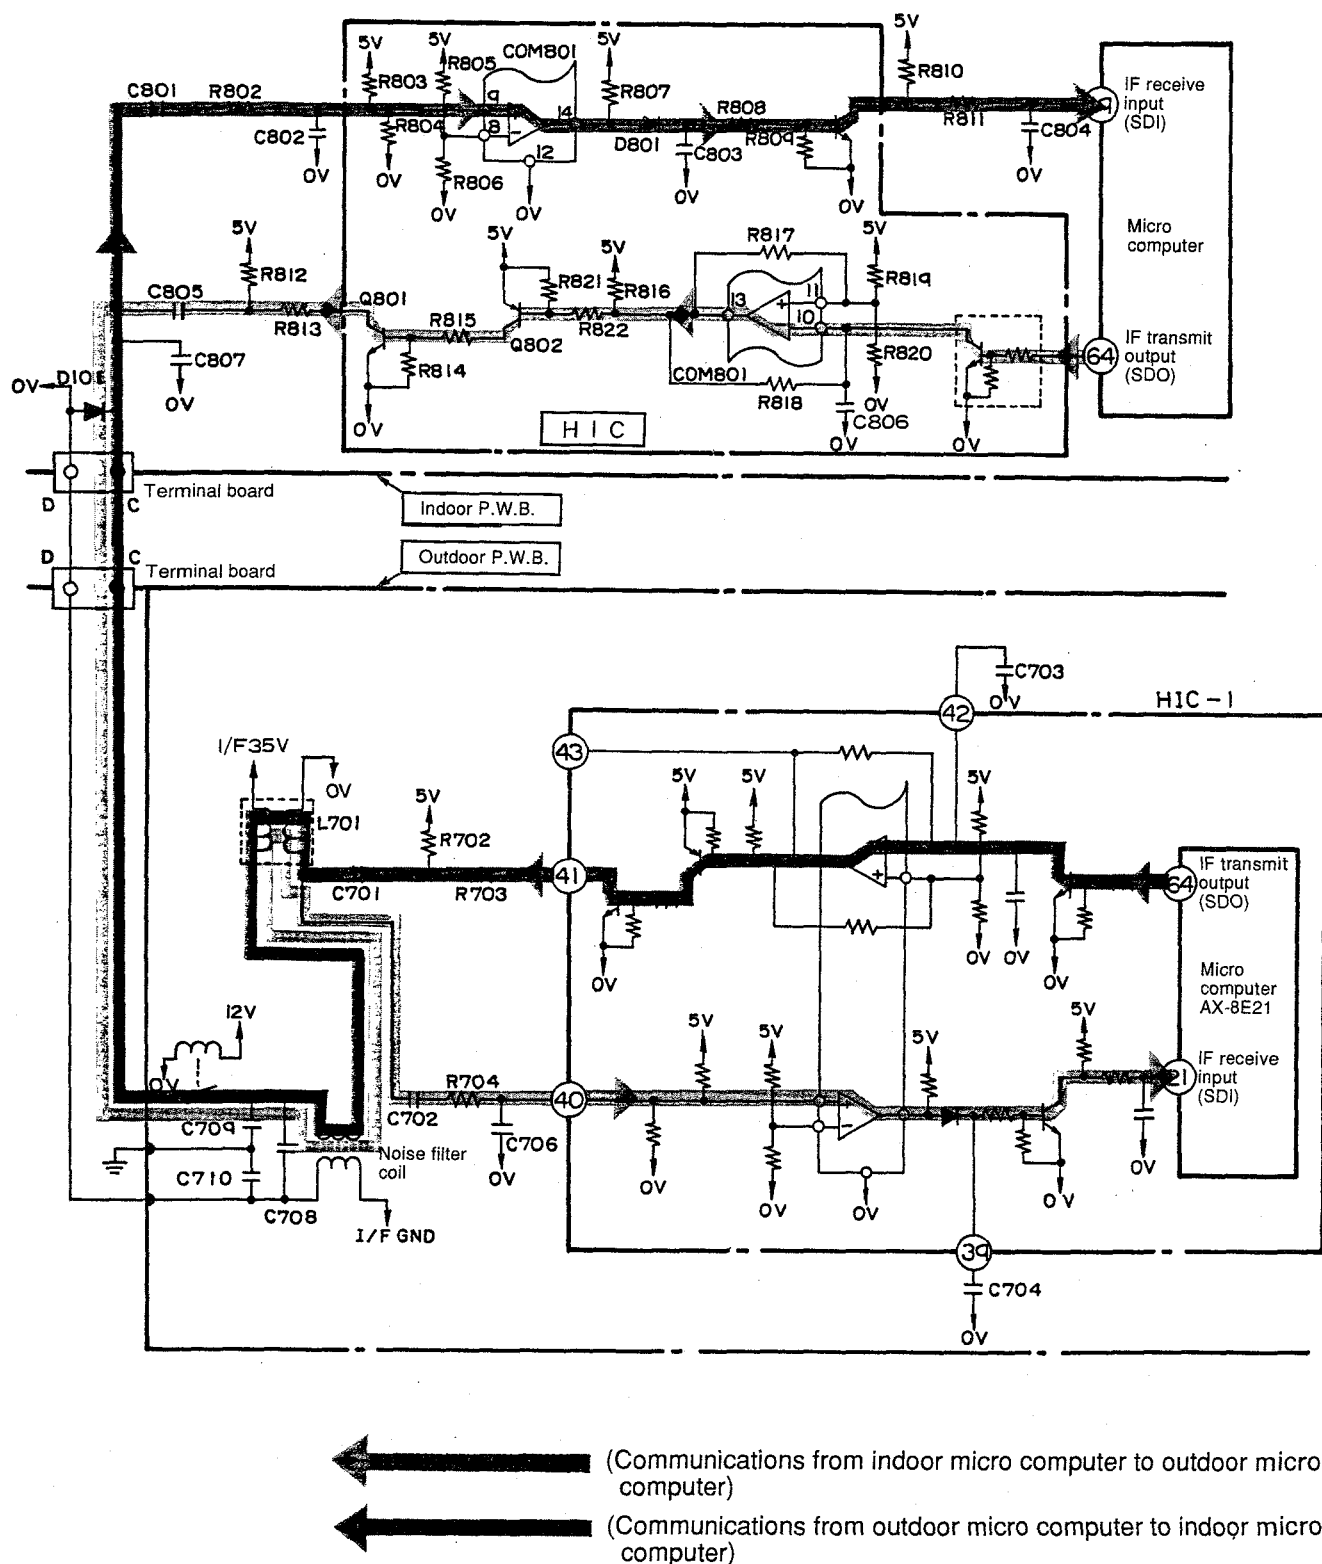 5V
5V
COM801
5V
5V
C801
R802
R803
R805
R807
R810
IF receive
input
(SDI)
9
14
R808
8
C802
R804
12
D801
C803
R809
R811
C804
0V
0V
R806
0V
0V
0V
0V
0V
0V
Micro
computer
5V
5V
R817
5V
R812
R821
R816
R819
C805
Q801
13
11
10
R813
R815
R822
Q802
R820
64
IF transmit
output
(SDO)
C807
R814
COM801
R818
0V
0V
0V
0V
C806
0V
0V
HIC
Terminal board
D
C
Indoor P.W.B.
D
C
Outdoor P.W.B.
Terminal board
C703
0V
HIC-1
42
I/F35V
43
0V
5V
5V
5V
5V
L701
R702
41
C701
R703
64
IF transmit
output
(SDO)
0V
0V
0V
0V
Micro
computer
AX-8E21
12V
5V
5V
5V
5V
0V
R704
40
21
IF receive
input
(SDI)
C702
C709
C706
Noise filter
coil
C710
0V
0V
0V
0V
0V
0V
C708
I/F GND
39
C704
0V
(Communications from indoor micro computer to outdoor micro
computer)
(Communications from outdoor micro computer to indoor micro
computer)